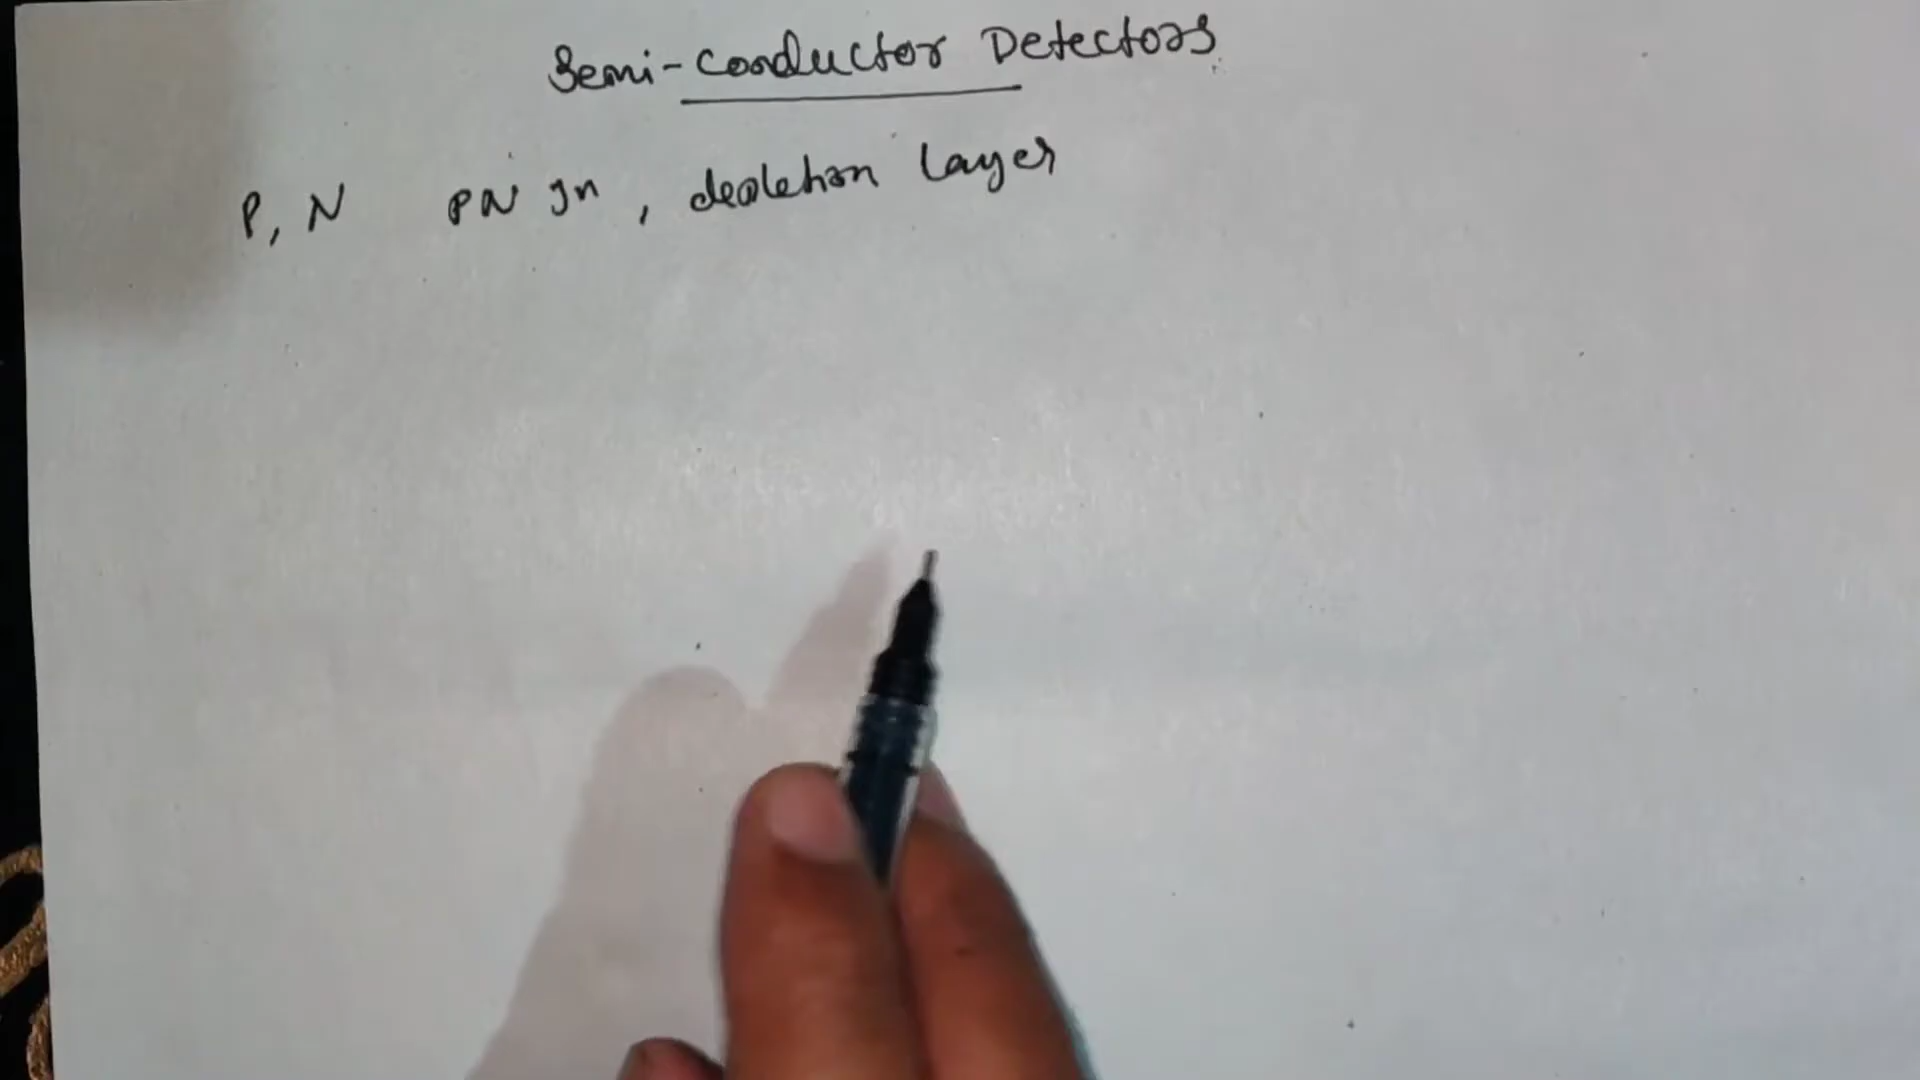 Semi-Conductor Detectors
P, N PN Jn, depletion layer